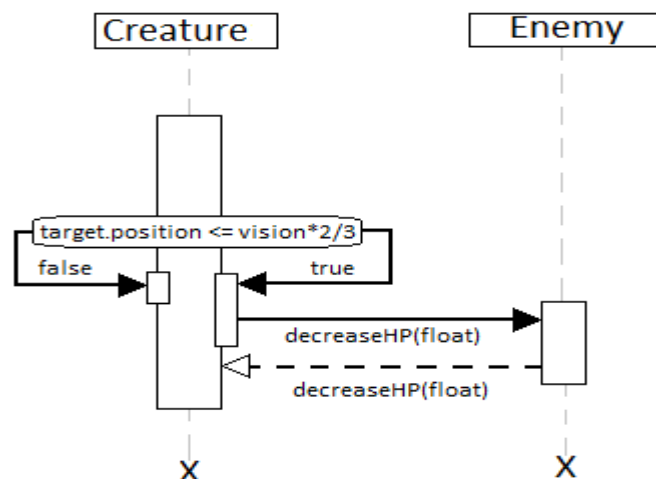 Creature
Enemy
target.position <= vision*2/3
false
true
decreaseHP(float)
decreaseHP(float)
X
X